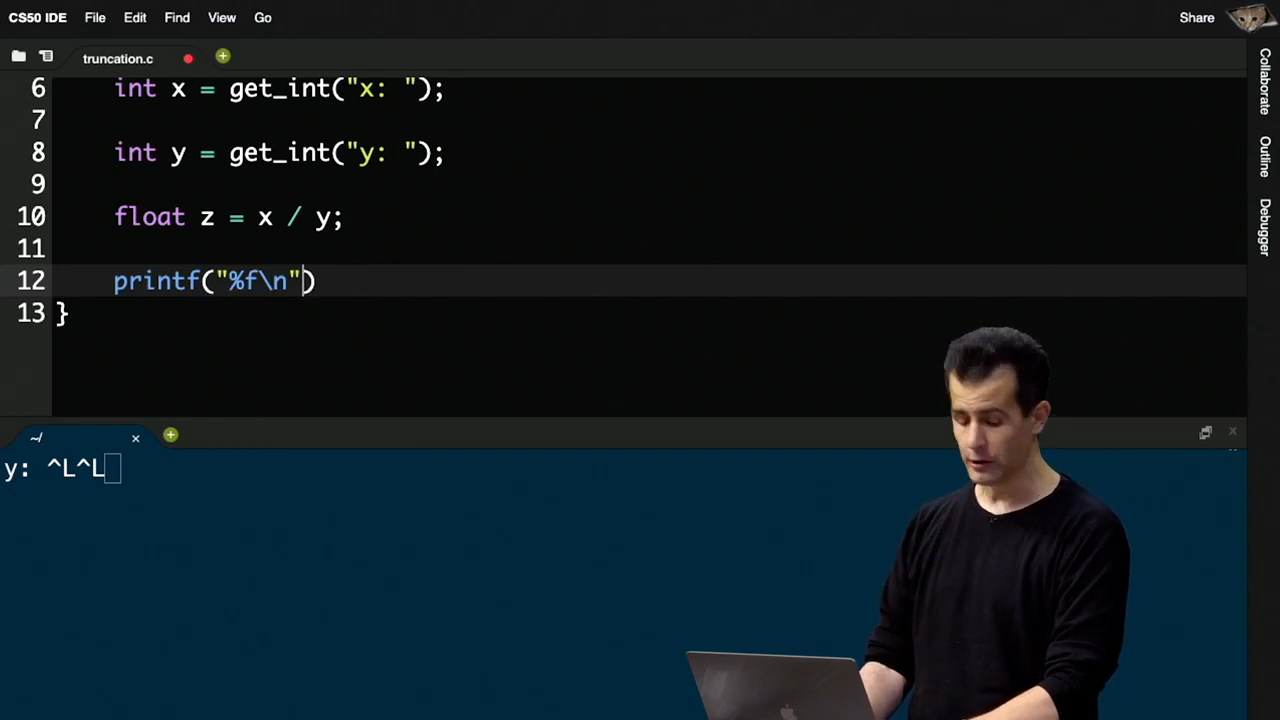 CS50 IDE File Edit Find View Go Share
truncation.c
6 int x = get_int("x: ");
7
8 int y = get_int("y: ");
9
10 float z = x / y;
11
12 printf("%f\n")
13 }
~/
y: ^L^L
Collaborate
Outline
Debugger